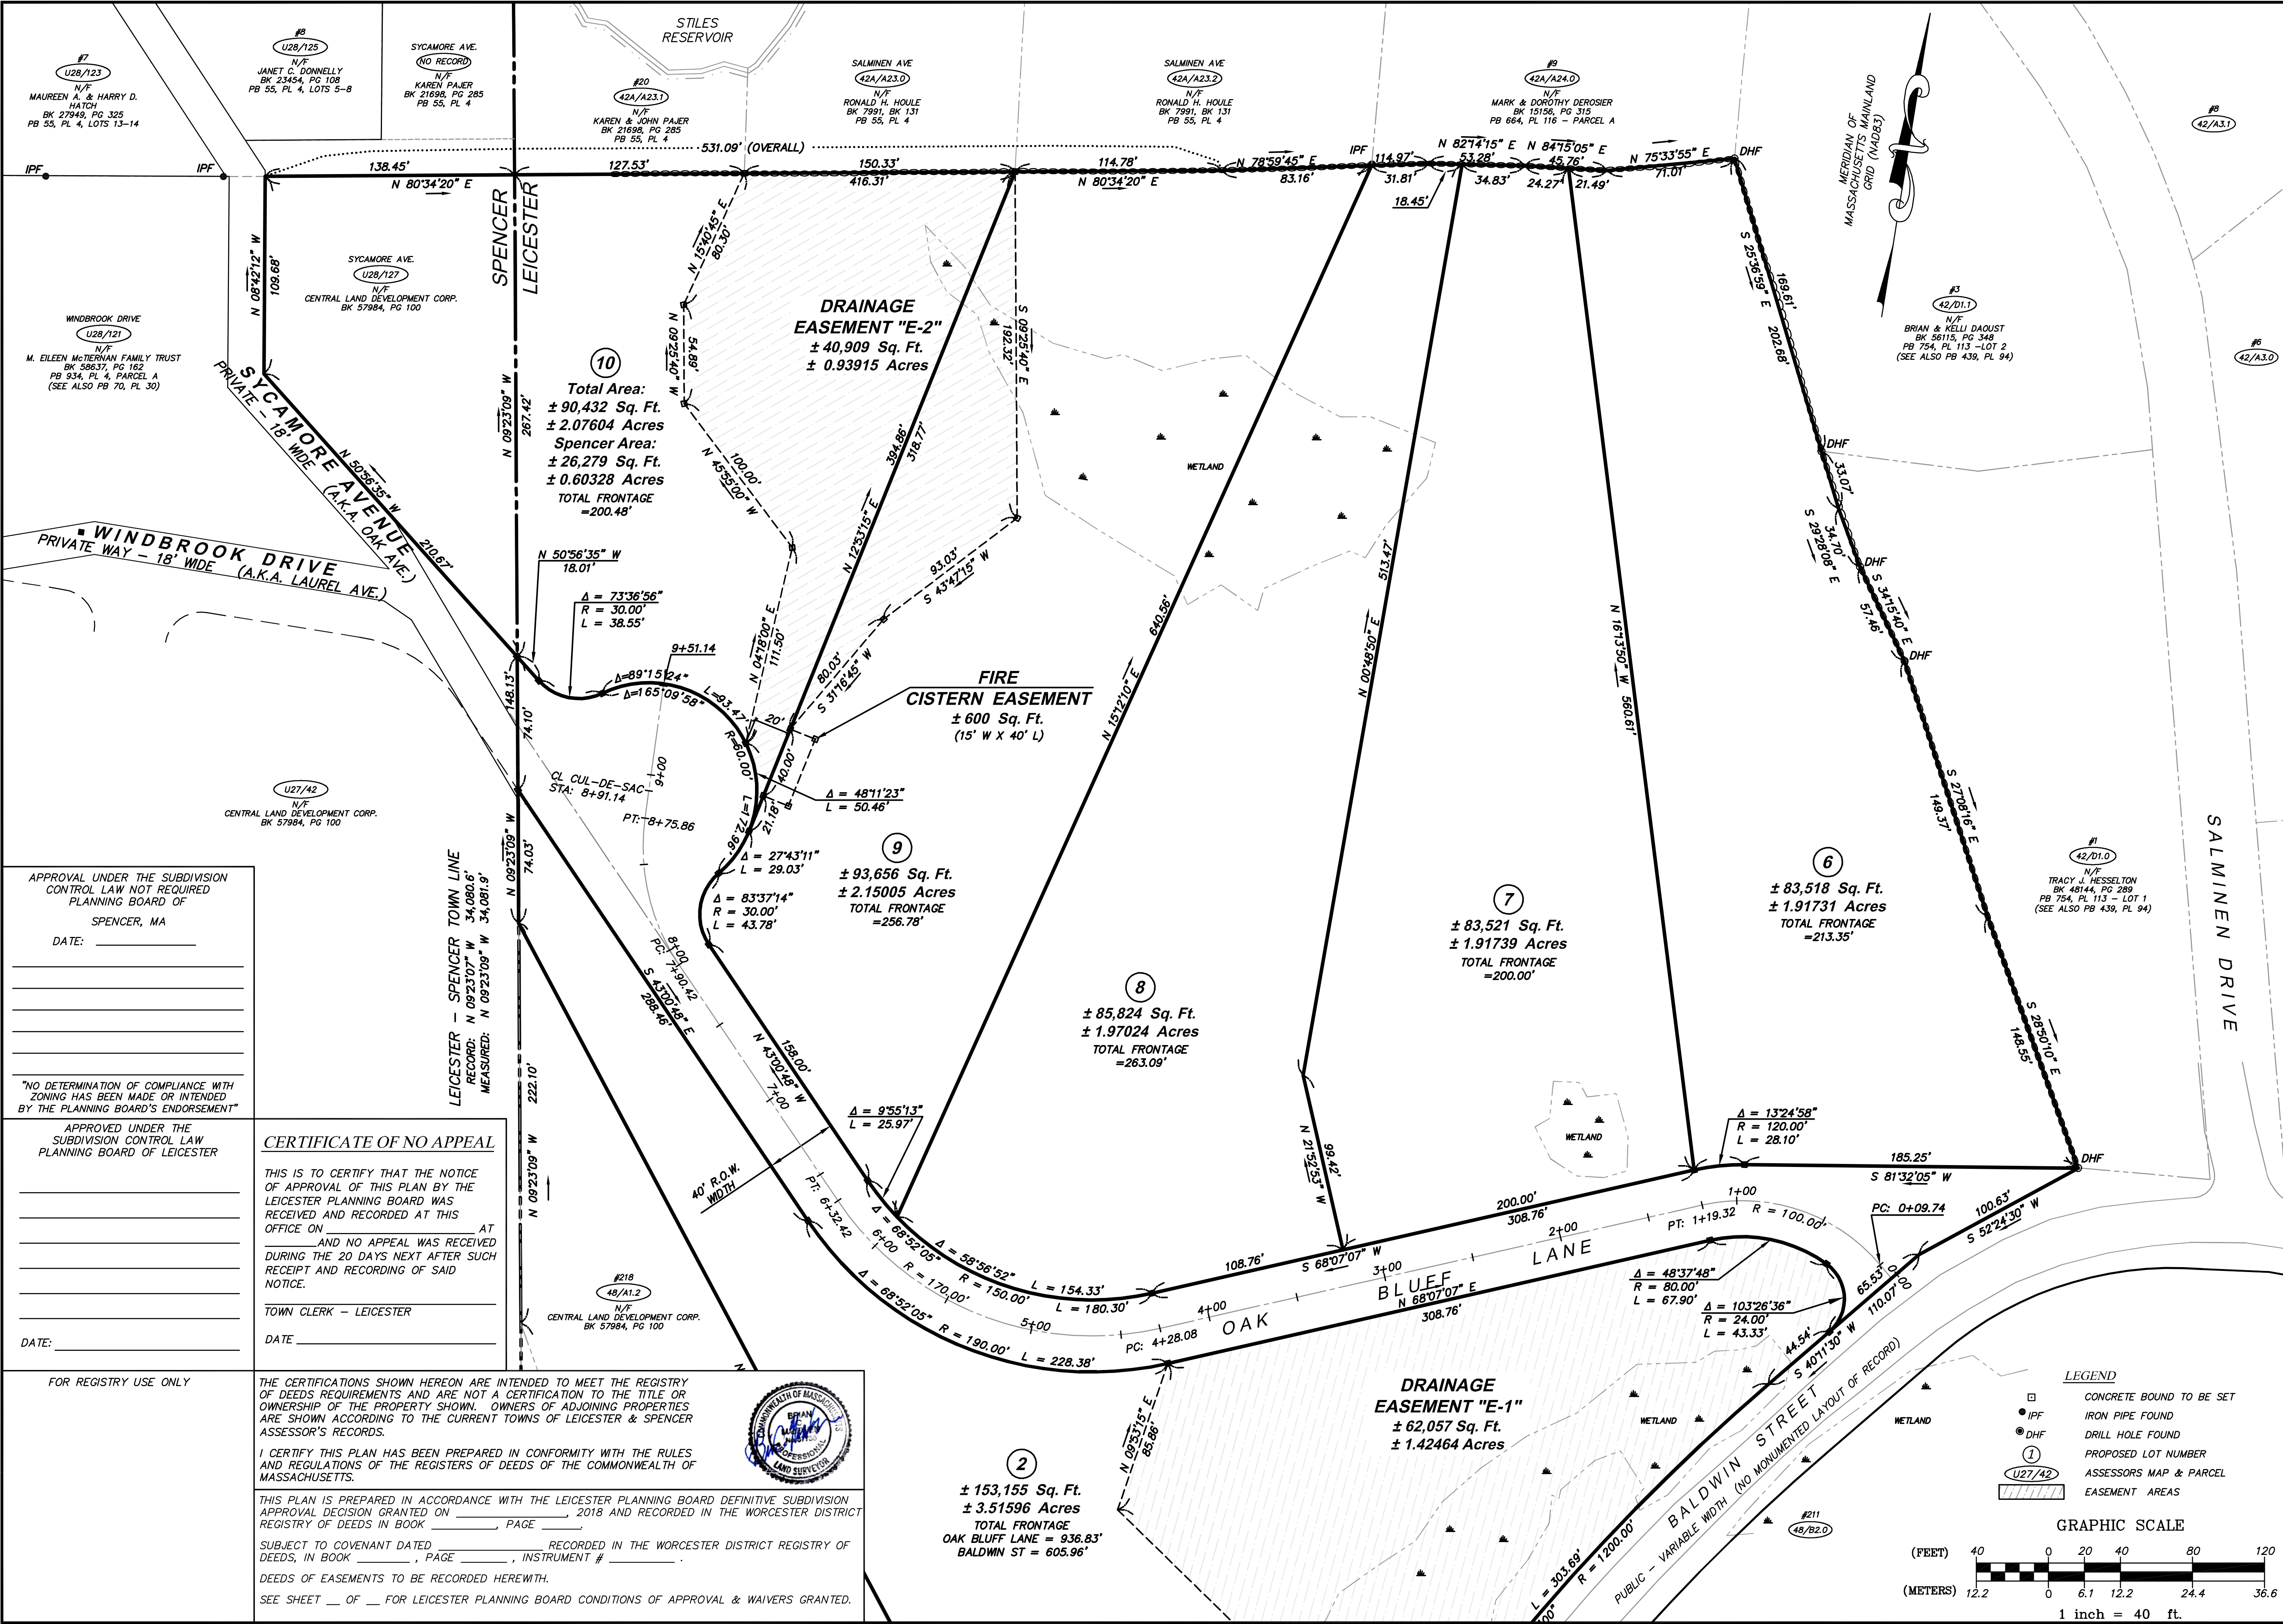 #7
U28/123
N/F
MAUREEN A. & HARRY D.
HATCH
BK 27949, PG 325
PB 55, PL 4, LOTS 13-14
#8
U28/125
N/F
JANET C. DONNELLY
BK 23454, PG 108
PB 55, PL 4, LOTS 5-8
SYCAMORE AVE.
NO RECORD
N/F
KAREN PAJER
BK 21698, PG 285
PB 55, PL 4
#20
42A/A23.1
N/F
KAREN & JOHN PAJER
BK 21698, PG 285
PB 55, PL 4
STILES
RESERVOIR
SALMINEN AVE
42A/A23.0
N/F
RONALD H. HOULE
BK 7991, BK 131
PB 55, PL 4
SALMINEN AVE
42A/A23.2
N/F
RONALD H. HOULE
BK 7991, BK 131
PB 55, PL 4
#9
42A/A24.0
N/F
MARK & DOROTHY DEROSIER
BK 15156, PG 315
PB 664, PL 116 - PARCEL A
MERIDIAN OF
MASSACHUSETTS MAINLAND
GRID (NAD83)
#8
42/A3.1
IPF
IPF
531.09' (OVERALL)
138.45'
N 80°34'20" E
127.53'
150.33'
416.31'
114.78'
N 80°34'20" E
N 78°59'45" E
83.16'
IPF
114.97'
31.81'
18.45'
N 82°14'15" E
53.28'
34.83'
N 84°15'05" E
45.76'
24.27'
21.49'
N 75°33'55" E
71.01'
DHF
SPENCER
LEICESTER
N 08°42'12" W
109.68'
SYCAMORE AVE.
U28/127
N/F
CENTRAL LAND DEVELOPMENT CORP.
BK 57984, PG 100
WINDBROOK DRIVE
U28/121
N/F
M. EILEEN McTIERNAN FAMILY TRUST
BK 58637, PG 162
PB 934, PL 4, PARCEL A
(SEE ALSO PB 70, PL 30)
N 09°23'09" W
267.42'
10
Total Area:
± 90,432 Sq. Ft.
± 2.07604 Acres
Spencer Area:
± 26,279 Sq. Ft.
± 0.60328 Acres
TOTAL FRONTAGE
=200.48'
N 15°40'45" E
80.30'
N 09°25'40" W
54.89'
N 45°55'00" W
100.00'
N 04°18'00" E
111.50'
DRAINAGE
EASEMENT "E-2"
± 40,909 Sq. Ft.
± 0.93915 Acres
S 09°25'40" E
192.32'
394.86'
318.77'
N 12°53'15" E
93.03'
S 43°47'15" W
80.03'
S 31°16'45" W
WETLAND
S 25°36'59" E
169.61'
202.68'
DHF
33.07'
34.70'
S 29°28'08" E
DHF
S 34°15'40" E
57.46'
DHF
#3
42/D1.1
N/F
BRIAN & KELLI DAOUST
BK 56115, PG 348
PB 754, PL 113 -LOT 2
(SEE ALSO PB 439, PL 94)
#6
42/A3.0
SYCAMORE AVENUE
PRIVATE - 18' WIDE (A.K.A. OAK AVE.)
N 50°56'35" W
210.67'
WINDBROOK DRIVE
PRIVATE WAY - 18' WIDE (A.K.A. LAUREL AVE.)
N 50°56'35" W
18.01'
Δ = 73°36'56"
R = 30.00'
L = 38.55'
9+51.14
Δ=89°15'24"
Δ=165°09'58"
L=93.47'
R=60.00'
L=172.96'
20'
40.00'
21.18'
FIRE
CISTERN EASEMENT
± 600 Sq. Ft.
(15' W X 40' L)
148.13'
74.10'
CL CUL-DE-SAC
STA: 8+91.14
9+00
PT: 8+75.86
Δ = 48°11'23"
L = 50.46'
Δ = 27°43'11"
L = 29.03'
Δ = 83°37'14"
R = 30.00'
L = 43.78'
9
± 93,656 Sq. Ft.
± 2.15005 Acres
TOTAL FRONTAGE
=256.78'
640.56'
N 15°12'10" E
513.47'
N 00°48'50" E
N 16°13'50" W 560.61'
8
± 85,824 Sq. Ft.
± 1.97024 Acres
TOTAL FRONTAGE
=263.09'
7
± 83,521 Sq. Ft.
± 1.91739 Acres
TOTAL FRONTAGE
=200.00'
6
± 83,518 Sq. Ft.
± 1.91731 Acres
TOTAL FRONTAGE
=213.35'
S 27°08'16" E
149.37'
S 28°50'10" E
148.55'
#1
42/D1.0
N/F
TRACY J. HESSELTON
BK 48144, PG 289
PB 754, PL 113 - LOT 1
(SEE ALSO PB 439, PL 94)
SALMINEN DRIVE
U27/42
N/F
CENTRAL LAND DEVELOPMENT CORP.
BK 57984, PG 100
LEICESTER - SPENCER TOWN LINE
RECORD: N 09°23'07" W 34,080.6'
MEASURED: N 09°23'09" W 34,081.9'
N 09°23'09" W
74.03'
222.10'
N 09°23'09" W
8+00
PC: 7+90.42
S 43°00'48" E
288.46'
158.00'
N 43°00'48" W
7+00
40' R.O.W.
WIDTH
Δ = 9°55'13"
L = 25.97'
PT: 6+32.42
6+00
Δ = 68°52'05"
Δ = 58°56'52"
R = 150.00'
L = 154.33'
L = 180.30'
R = 170.00'
Δ = 68°52'05" R = 190.00' L = 228.38'
5+00
PC: 4+28.08
4+00
OAK BLUFF LANE
3+00
2+00
PT: 1+19.32
1+00
R = 100.00'
PC: 0+09.74
0+00
99.42'
N 21°52'53" W
108.76'
S 68°07'07" W
200.00'
308.76'
N 68°07'07" E
308.76'
WETLAND
Δ = 13°24'58"
R = 120.00'
L = 28.10'
185.25'
S 81°32'05" W
DHF
100.63'
S 52°24'30" W
65.53'
110.07'
44.54'
S 40°11'30" W
Δ = 48°37'48"
R = 80.00'
L = 67.90'
Δ = 103°26'36"
R = 24.00'
L = 43.33'
DRAINAGE
EASEMENT "E-1"
± 62,057 Sq. Ft.
± 1.42464 Acres
N 09°53'15" E
85.86'
2
± 153,155 Sq. Ft.
± 3.51596 Acres
TOTAL FRONTAGE
OAK BLUFF LANE = 936.83'
BALDWIN ST = 605.96'
WETLAND
WETLAND
BALDWIN STREET
PUBLIC - VARIABLE WIDTH (NO MONUMENTED LAYOUT OF RECORD)
L = 303.69'
R = 1200.00'
#211
48/B2.0
#218
48/A1.2
N/F
CENTRAL LAND DEVELOPMENT CORP.
BK 57984, PG 100
APPROVAL UNDER THE SUBDIVISION
CONTROL LAW NOT REQUIRED
PLANNING BOARD OF
SPENCER, MA
DATE:
"NO DETERMINATION OF COMPLIANCE WITH
ZONING HAS BEEN MADE OR INTENDED
BY THE PLANNING BOARD'S ENDORSEMENT"
APPROVED UNDER THE
SUBDIVISION CONTROL LAW
PLANNING BOARD OF LEICESTER
DATE:
CERTIFICATE OF NO APPEAL
THIS IS TO CERTIFY THAT THE NOTICE
OF APPROVAL OF THIS PLAN BY THE
LEICESTER PLANNING BOARD WAS
RECEIVED AND RECORDED AT THIS
OFFICE ON AT
AND NO APPEAL WAS RECEIVED
DURING THE 20 DAYS NEXT AFTER SUCH
RECEIPT AND RECORDING OF SAID
NOTICE.
TOWN CLERK - LEICESTER
DATE
FOR REGISTRY USE ONLY
THE CERTIFICATIONS SHOWN HEREON ARE INTENDED TO MEET THE REGISTRY
OF DEEDS REQUIREMENTS AND ARE NOT A CERTIFICATION TO THE TITLE OR
OWNERSHIP OF THE PROPERTY SHOWN. OWNERS OF ADJOINING PROPERTIES
ARE SHOWN ACCORDING TO THE CURRENT TOWNS OF LEICESTER & SPENCER
ASSESSOR'S RECORDS.
I CERTIFY THIS PLAN HAS BEEN PREPARED IN CONFORMITY WITH THE RULES
AND REGULATIONS OF THE REGISTERS OF DEEDS OF THE COMMONWEALTH OF
MASSACHUSETTS.
COMMONWEALTH OF MASSACHUSETTS
BRIAN
PROFESSIONAL
LAND SURVEYOR
THIS PLAN IS PREPARED IN ACCORDANCE WITH THE LEICESTER PLANNING BOARD DEFINITIVE SUBDIVISION
APPROVAL DECISION GRANTED ON , 2018 AND RECORDED IN THE WORCESTER DISTRICT
REGISTRY OF DEEDS IN BOOK , PAGE .
SUBJECT TO COVENANT DATED RECORDED IN THE WORCESTER DISTRICT REGISTRY OF
DEEDS, IN BOOK , PAGE , INSTRUMENT # .
DEEDS OF EASEMENTS TO BE RECORDED HEREWITH.
SEE SHEET __ OF __ FOR LEICESTER PLANNING BOARD CONDITIONS OF APPROVAL & WAIVERS GRANTED.
LEGEND
CONCRETE BOUND TO BE SET
IPF IRON PIPE FOUND
DHF DRILL HOLE FOUND
1 PROPOSED LOT NUMBER
U27/42 ASSESSORS MAP & PARCEL
EASEMENT AREAS
GRAPHIC SCALE
(FEET) 40 0 20 40 80 120
(METERS) 12.2 0 6.1 12.2 24.4 36.6
1 inch = 40 ft.